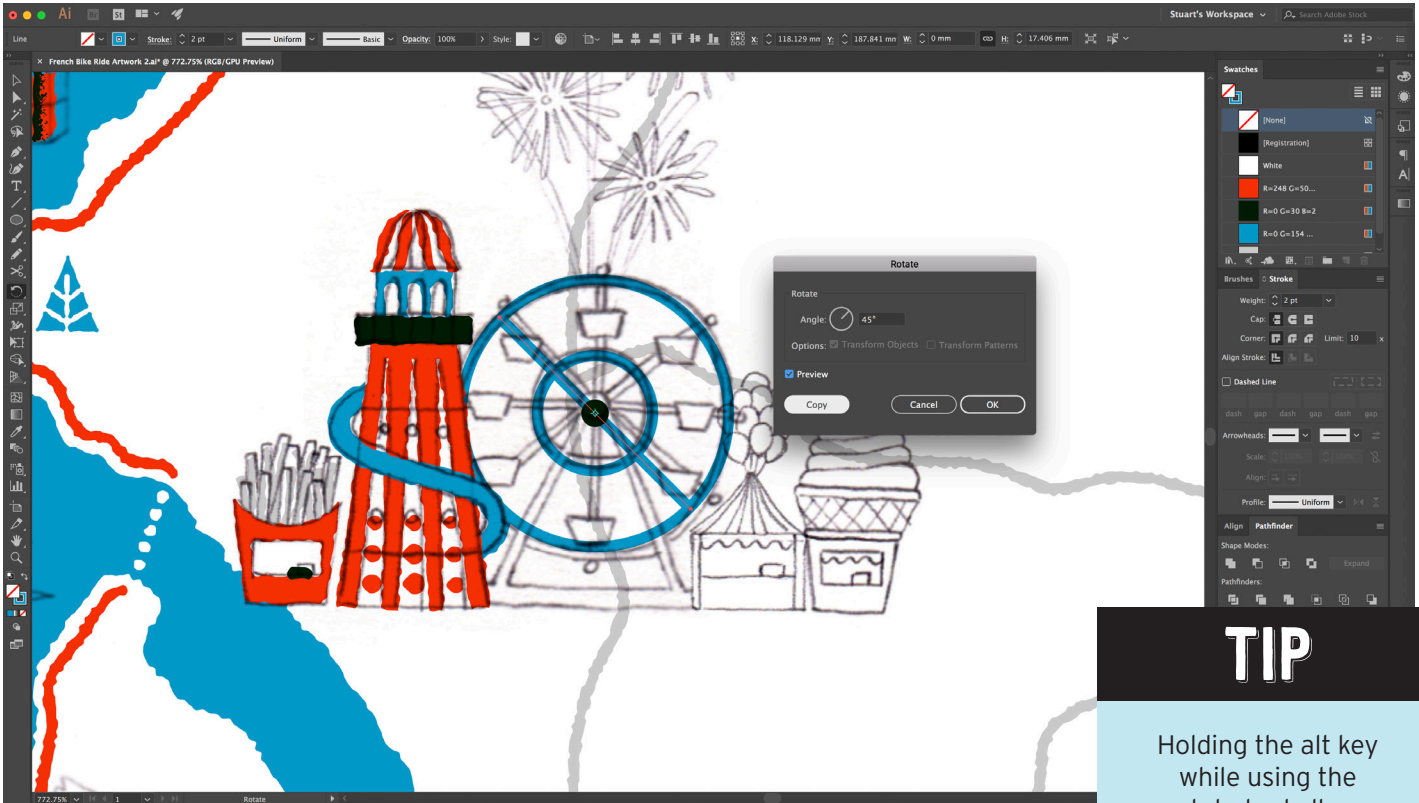 Ai Br St Stuart's Workspace Search Adobe Stock
Line Stroke: 2 pt Uniform Basic Opacity: 100% Style: X: 118.129 mm Y: 187.841 mm W: 0 mm H: 17.406 mm
× French Bike Ride Artwork 2.ai* @ 772.75% (RGB/GPU Preview)
Swatches
[None]
[Registration]
White
R=248 G=50...
R=0 G=30 B=2
R=0 G=154 ...
Rotate
Rotate
Angle: 45°
Options: Transform Objects Transform Patterns
Preview
Copy Cancel OK
Brushes Stroke
Weight: 2 pt
Cap:
Corner: Limit: 10 x
Align Stroke:
Dashed Line
dash gap dash gap dash gap
Arrowheads:
Scale: 100% 100%
Align:
Profile: Uniform
Align Pathfinder
Shape Modes:
Expand
Pathfinders:
TIP
Holding the alt key
while using the
772.75% 1 Rotate